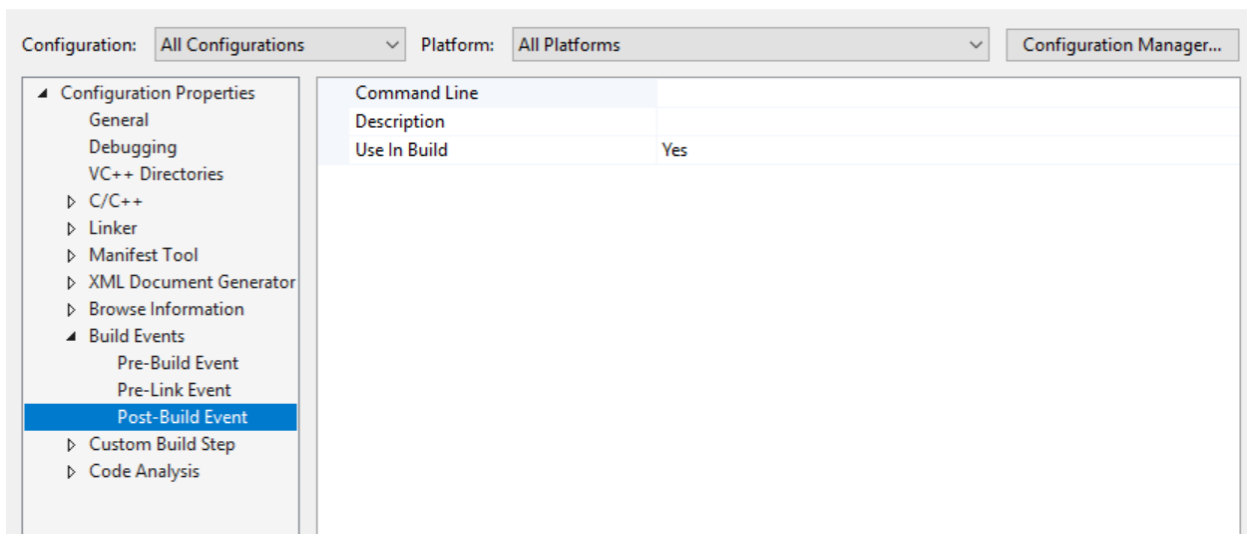 Configuration: All Configurations Platform: All Platforms Configuration Manager...
Configuration Properties
General
Debugging
VC++ Directories
C/C++
Linker
Manifest Tool
XML Document Generator
Browse Information
Build Events
Pre-Build Event
Pre-Link Event
Post-Build Event
Custom Build Step
Code Analysis
Command Line
Description
Use In Build Yes